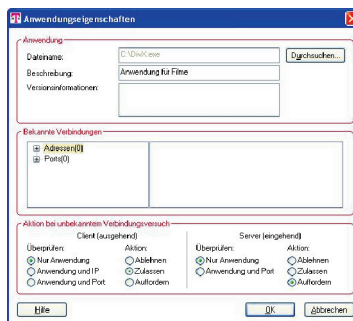 T Anwendungseigenschaften
Anwendung
Dateiname: C:\DivX.exe Durchsuchen...
Beschreibung: Anwendung für Filme
Versionsinformationen:
Bekannte Verbindungen
Adressen(0)
Ports(0)
Aktion bei unbekanntem Verbindungsversuch
Client (ausgehend) Server (eingehend)
Überprüfen: Aktion: Überprüfen: Aktion:
Nur Anwendung Ablehnen Nur Anwendung Ablehnen
Anwendung und IP Zulassen Anwendung und Port Zulassen
Anwendung und Port Auffordern Auffordern
Hilfe OK Abbrechen